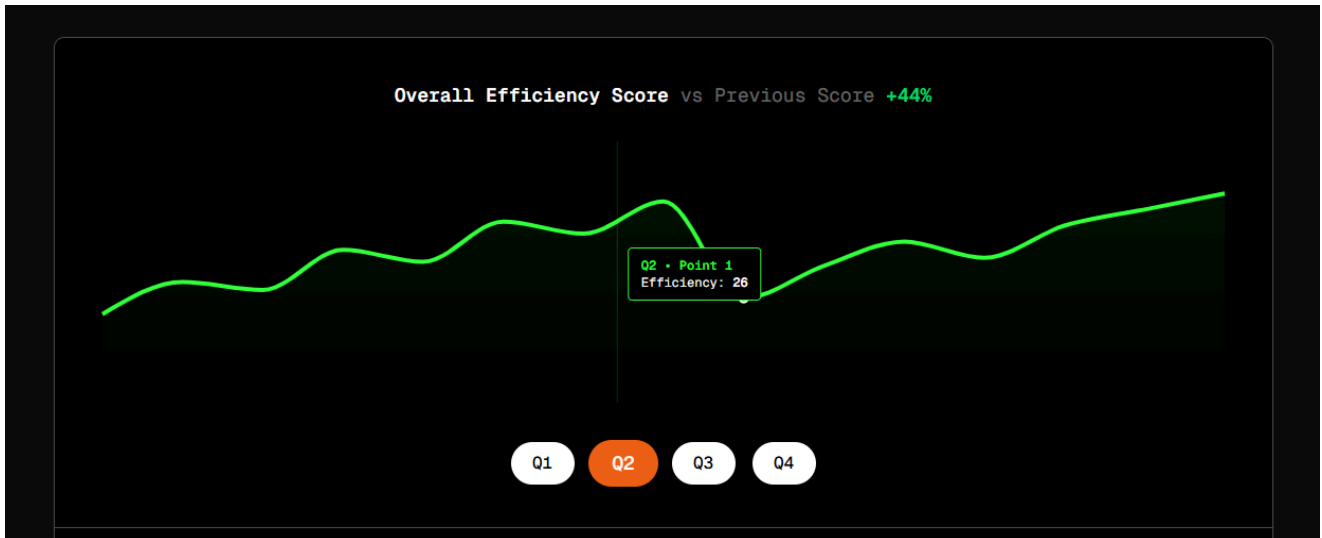 Overall Efficiency Score vs Previous Score +44%
Q2 • Point 1
Efficiency: 26
Q1 Q2 Q3 Q4